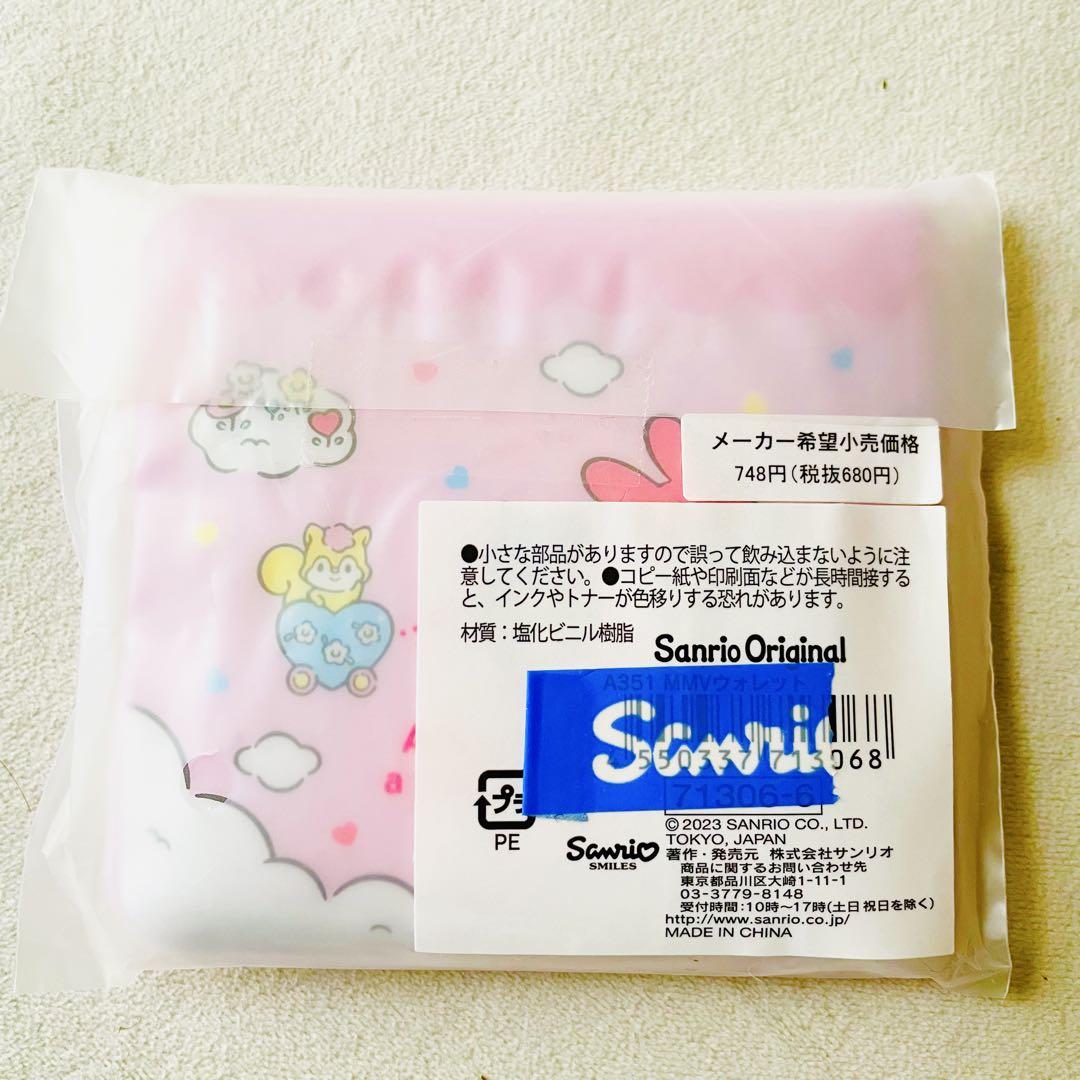 メーカー希望小売価格
748円(税抜680円)
●小さな部品がありますので誤って飲み込まないように注
意してください。●コピー紙や印刷面などが長時間接する
と、インクやトナーが色移りする恐れがあります。
材質：塩化ビニル樹脂
Sanrio Original
A351 MMVウォレット
Sanri
4 550337 713068
71306-6
プラ
PE
Sanrio
SMILES
© 2023 SANRIO CO., LTD.
TOKYO, JAPAN
著作・発売元 株式会社サンリオ
商品に関するお問い合わせ先
東京都品川区大崎1-11-1
03-3779-8148
受付時間：10時～17時(土日祝日を除く)
http://www.sanrio.co.jp/
MADE IN CHINA